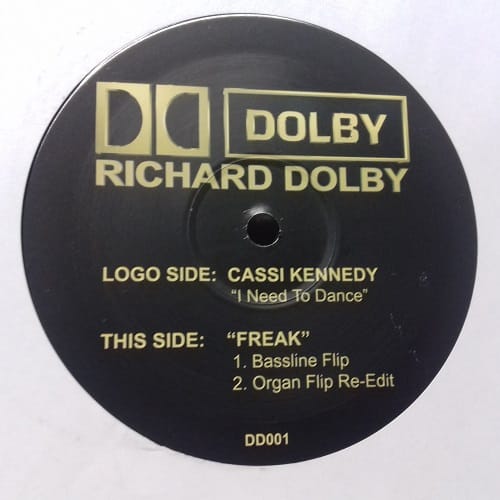 DOLBY
RICHARD DOLBY
LOGO SIDE: CASSI KENNEDY
"I Need To Dance"
THIS SIDE: "FREAK"
1. Bassline Flip
2. Organ Flip Re-Edit
DD001